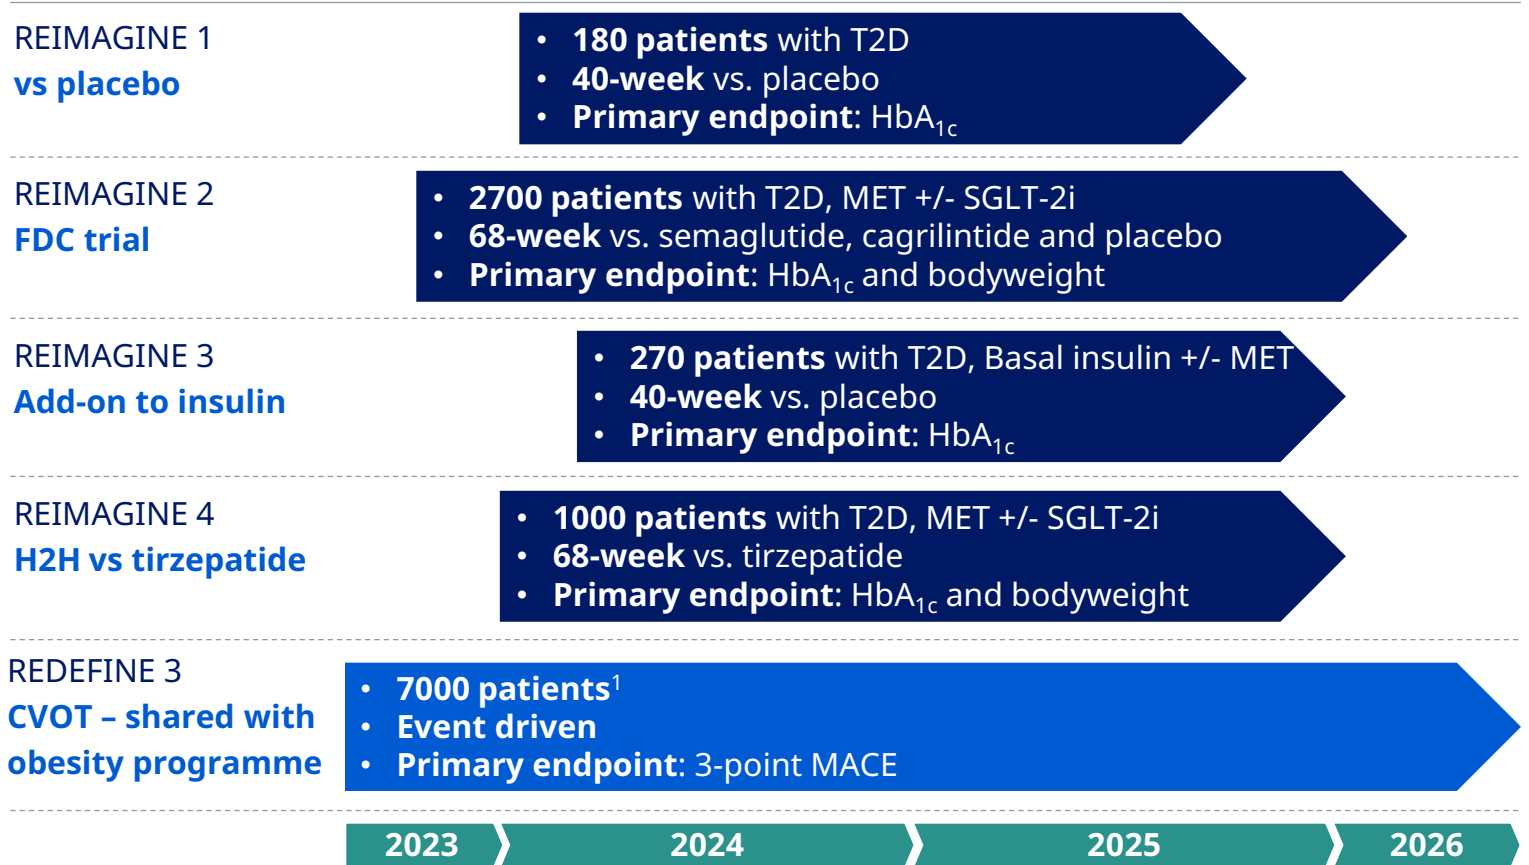 REIMAGINE 1
vs placebo
• 180 patients with T2D
• 40-week vs. placebo
• Primary endpoint: HbA1c
REIMAGINE 2
FDC trial
• 2700 patients with T2D, MET +/- SGLT-2i
• 68-week vs. semaglutide, cagrilintide and placebo
• Primary endpoint: HbA1c and bodyweight
REIMAGINE 3
Add-on to insulin
• 270 patients with T2D, Basal insulin +/- MET
• 40-week vs. placebo
• Primary endpoint: HbA1c
REIMAGINE 4
H2H vs tirzepatide
• 1000 patients with T2D, MET +/- SGLT-2i
• 68-week vs. tirzepatide
• Primary endpoint: HbA1c and bodyweight
REDEFINE 3
CVOT – shared with
obesity programme
• 7000 patients1
• Event driven
• Primary endpoint: 3-point MACE
2023 2024 2025 2026